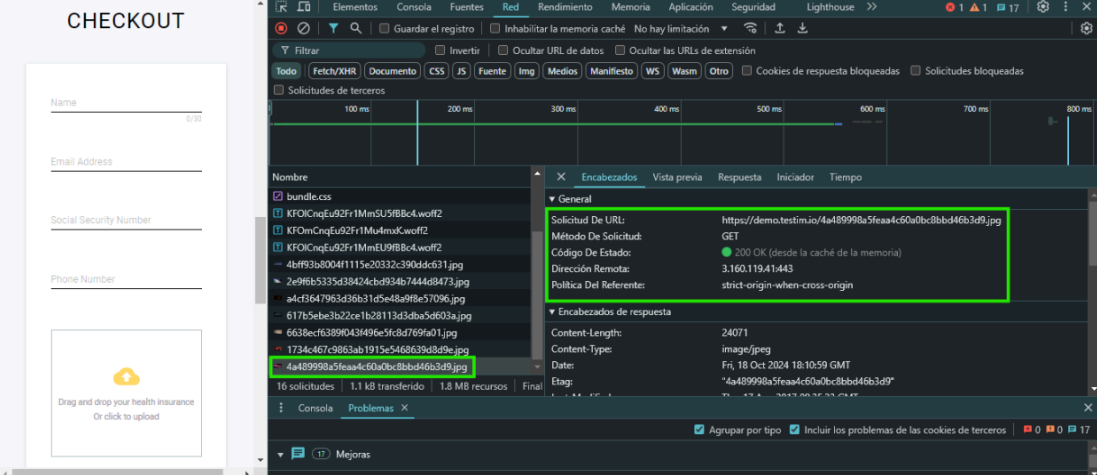 CHECKOUT
Name
0/30
Email Address
Social Security Number
Phone Number
Drag and drop your health insurance
Or click to upload
Elementos Consola Fuentes Red Rendimiento Memoria Aplicación Seguridad Lighthouse 1 1 17
Guardar el registro Inhabilitar la memoria caché No hay limitación
Filtrar Invertir Ocultar URL de datos Ocultar las URLs de extensión
Todo Fetch/XHR Documento CSS JS Fuente Img Medios Manifiesto WS Wasm Otro Cookies de respuesta bloqueadas Solicitudes bloqueadas
Solicitudes de terceros
100 ms 200 ms 300 ms 400 ms 500 ms 600 ms 700 ms 800 ms
Nombre
bundle.css
KFOlCnqEu92Fr1MmSU5fBBc4.woff2
KFOmCnqEu92Fr1Mu4mxK.woff2
KFOlCnqEu92Fr1MmEU9fBBc4.woff2
4bff93b8004f1115e20332c390ddc631.jpg
2e9f6b5335d38424cbd934b7444d8473.jpg
a4cf3647963d36b31d5e48a9f8e57096.jpg
617b5ebe3b22ce1b28113d3dba5d603a.jpg
6638ecf6389f043f496e5fc8d769fa01.jpg
1734c467c9863ab1915e5468639d8d9e.jpg
4a489998a5feaa4c60a0bc8bbd46b3d9.jpg
16 solicitudes 1.1 kB transferido 1.8 MB recursos Final
Encabezados Vista previa Respuesta Iniciador Tiempo
General
Solicitud De URL: https://demo.testim.io/4a489998a5feaa4c60a0bc8bbd46b3d9.jpg
Método De Solicitud: GET
Código De Estado: 200 OK (desde la caché de la memoria)
Dirección Remota: 3.160.119.41:443
Política Del Referente: strict-origin-when-cross-origin
Encabezados de respuesta
Content-Length: 24071
Content-Type: image/jpeg
Date: Fri, 18 Oct 2024 18:10:59 GMT
Etag: "4a489998a5feaa4c60a0bc8bbd46b3d9"
Consola Problemas
Agrupar por tipo Incluir los problemas de las cookies de terceros 0 0 17
17 Mejoras